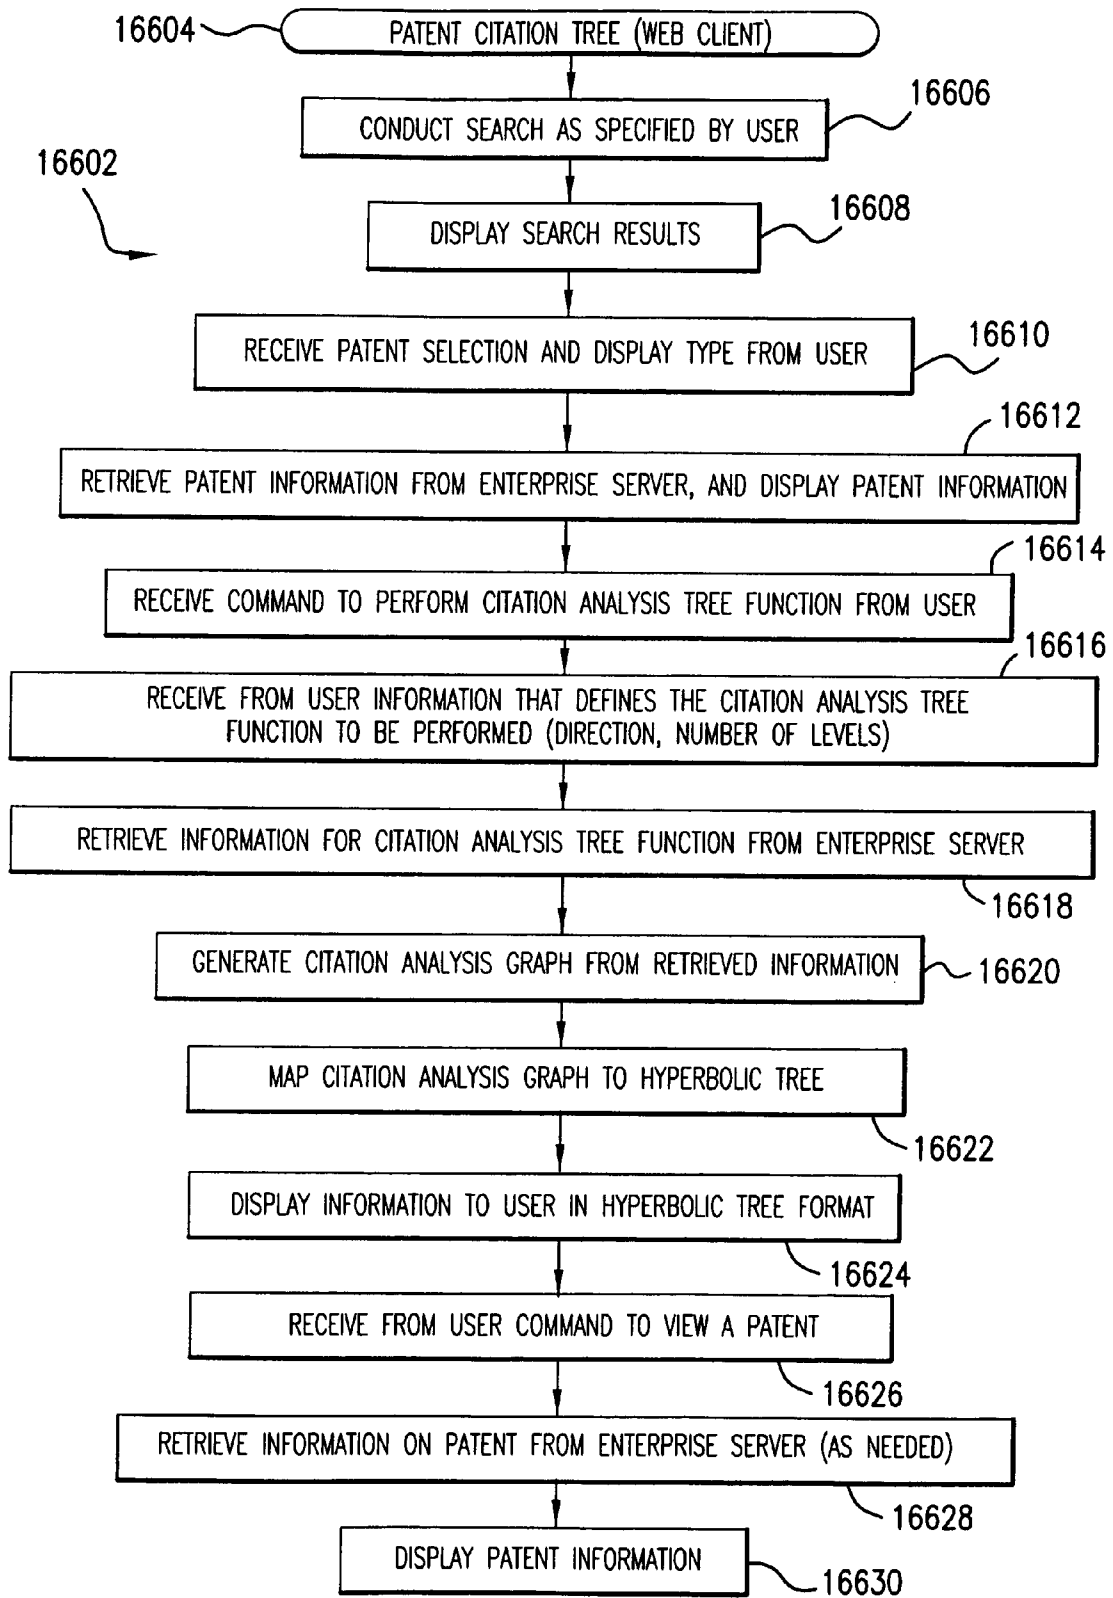 16604
PATENT CITATION TREE (WEB CLIENT)
16606
CONDUCT SEARCH AS SPECIFIED BY USER
16602
16608
DISPLAY SEARCH RESULTS
16610
RECEIVE PATENT SELECTION AND DISPLAY TYPE FROM USER
16612
RETRIEVE PATENT INFORMATION FROM ENTERPRISE SERVER, AND DISPLAY PATENT INFORMATION
16614
RECEIVE COMMAND TO PERFORM CITATION ANALYSIS TREE FUNCTION FROM USER
16616
RECEIVE FROM USER INFORMATION THAT DEFINES THE CITATION ANALYSIS TREE
FUNCTION TO BE PERFORMED (DIRECTION, NUMBER OF LEVELS)
RETRIEVE INFORMATION FOR CITATION ANALYSIS TREE FUNCTION FROM ENTERPRISE SERVER
16618
GENERATE CITATION ANALYSIS GRAPH FROM RETRIEVED INFORMATION
16620
MAP CITATION ANALYSIS GRAPH TO HYPERBOLIC TREE
16622
DISPLAY INFORMATION TO USER IN HYPERBOLIC TREE FORMAT
16624
RECEIVE FROM USER COMMAND TO VIEW A PATENT
16626
RETRIEVE INFORMATION ON PATENT FROM ENTERPRISE SERVER (AS NEEDED)
16628
DISPLAY PATENT INFORMATION
16630